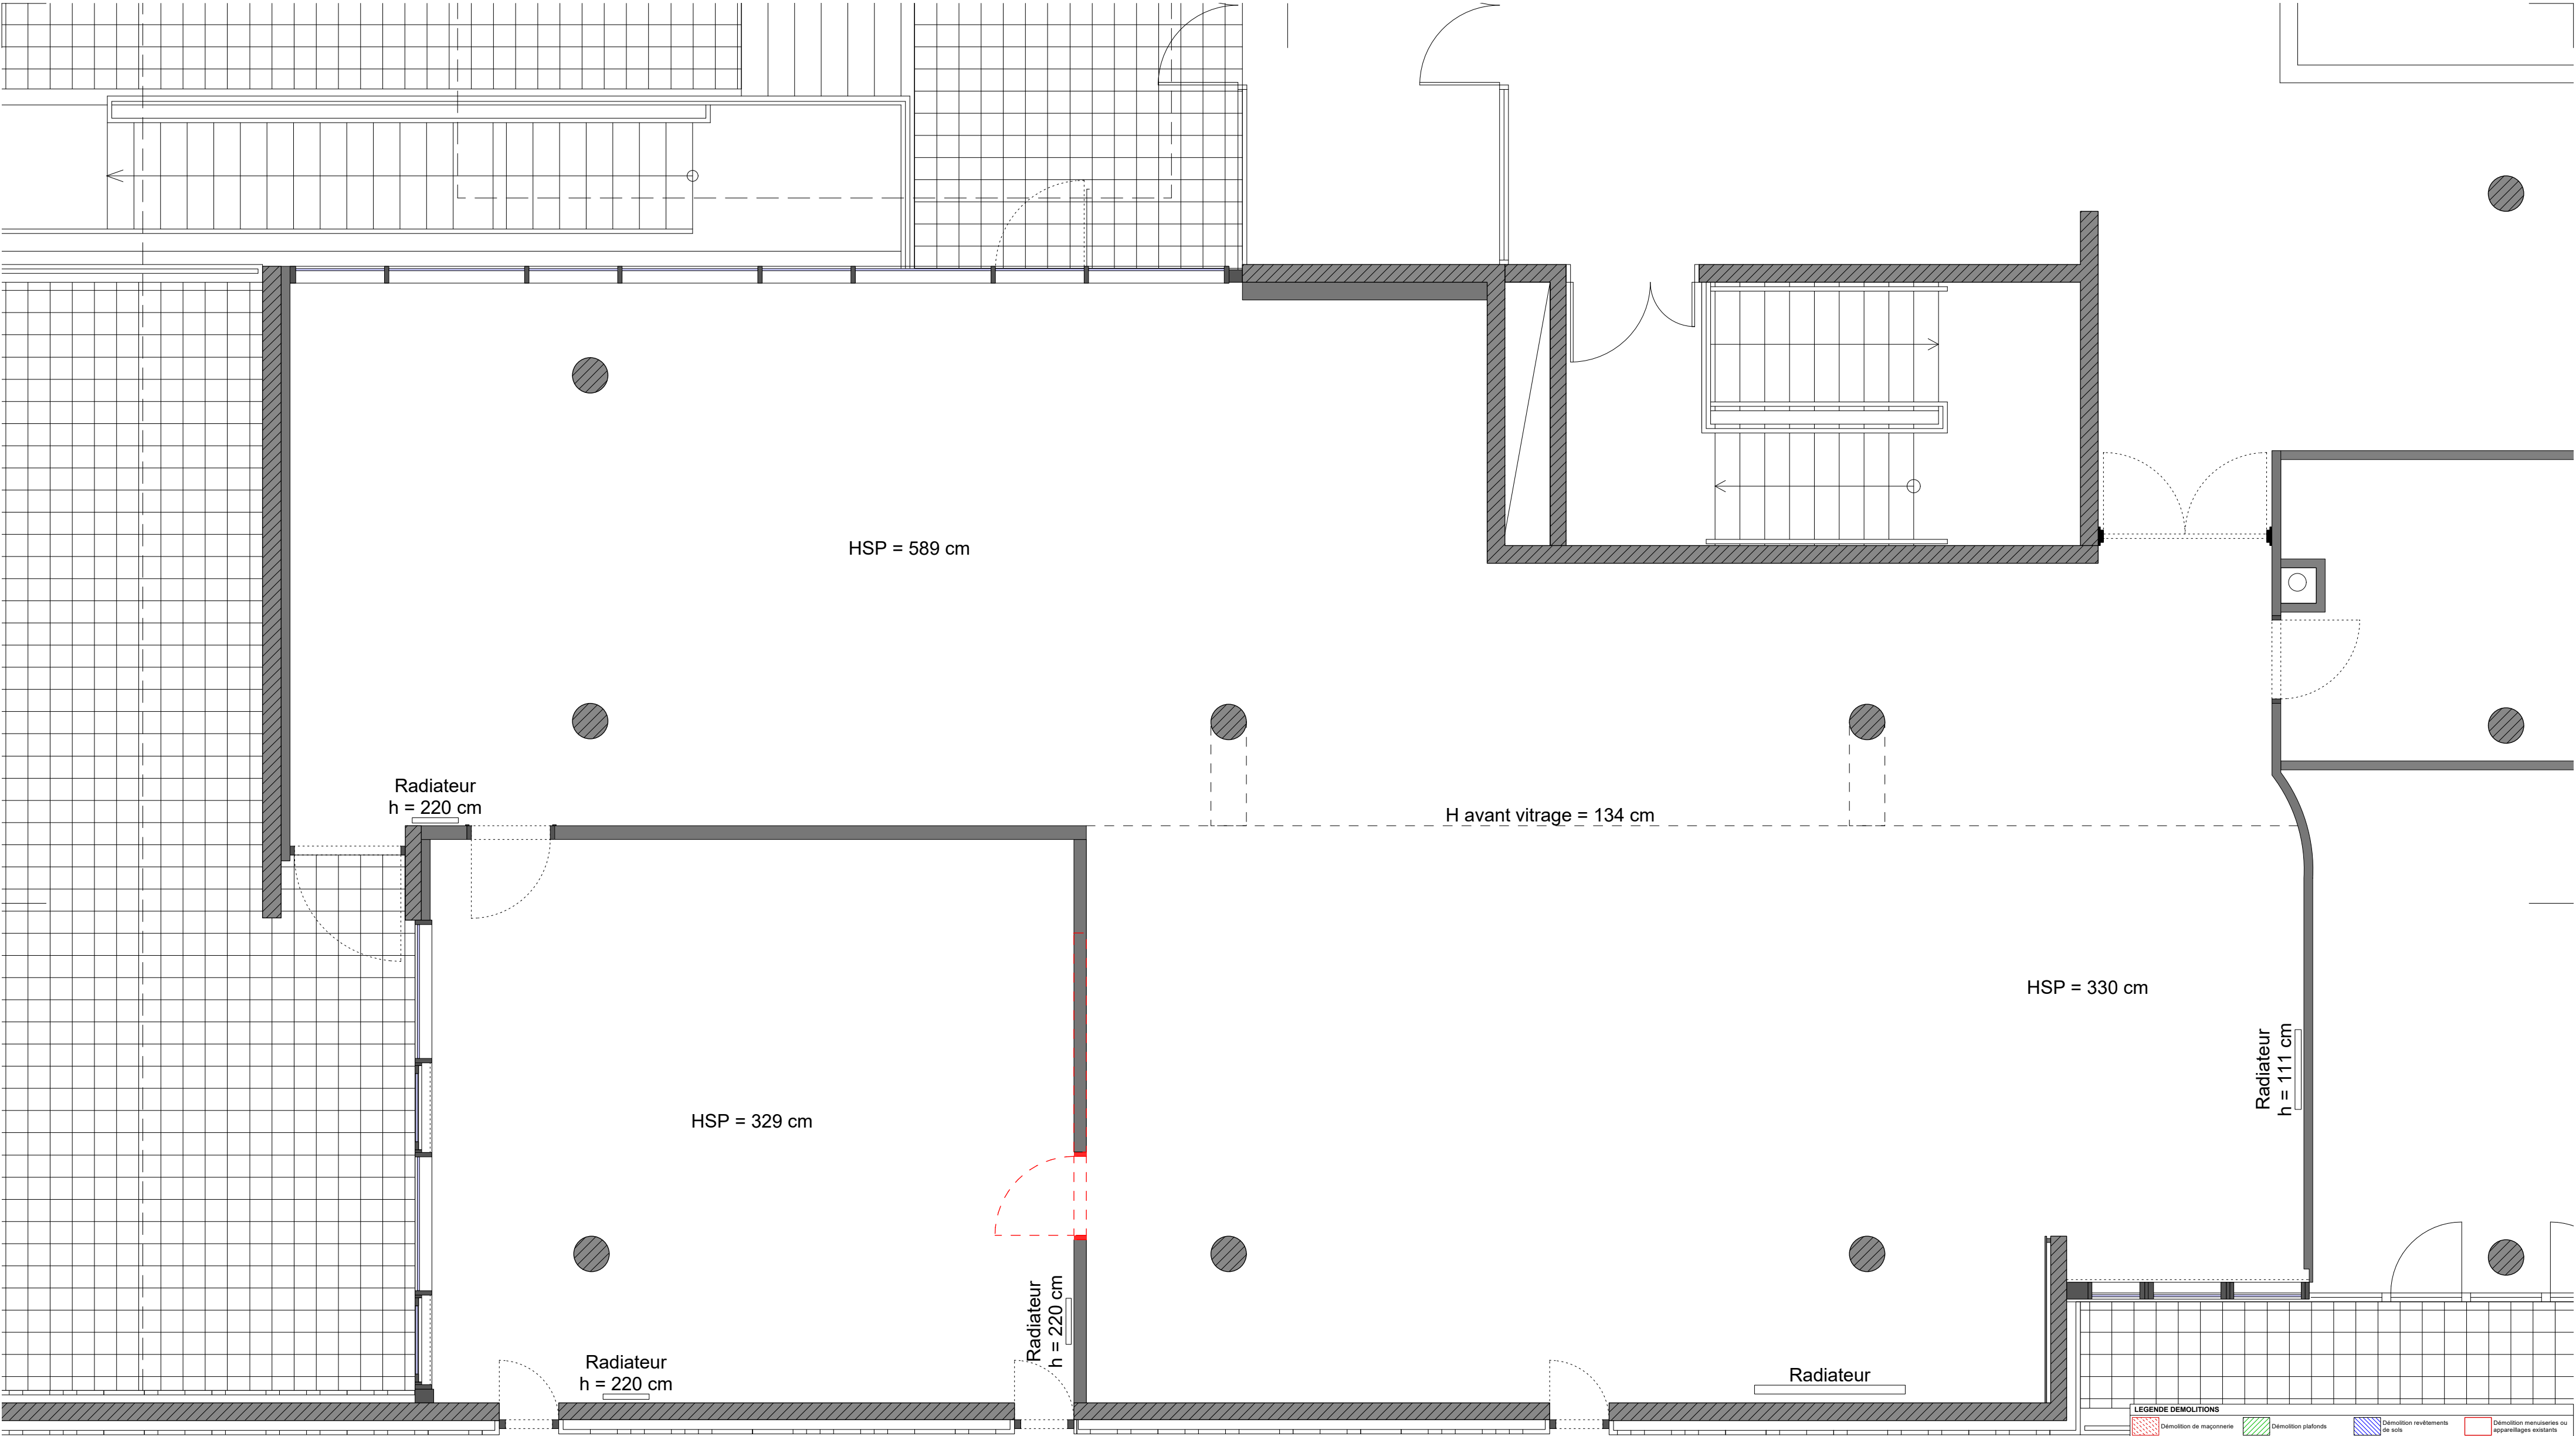 HSP = 589 cm
Radiateur
h = 220 cm
H avant vitrage = 134 cm
HSP = 330 cm
Radiateur
h = 111 cm
HSP = 329 cm
Radiateur
h = 220 cm
Radiateur
h = 220 cm
Radiateur
LEGENDE DEMOLITIONS
Démolition de maçonnerie
Démolition plafonds
Démolition revêtements
de sols
Démolition menuiseries ou
appareillages existants